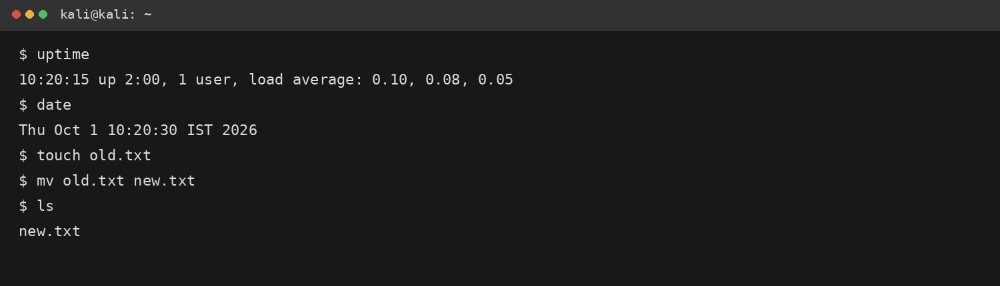 kali@kali: ~
$ uptime
10:20:15 up 2:00, 1 user, load average: 0.10, 0.08, 0.05
$ date
Thu Oct 1 10:20:30 IST 2026
$ touch old.txt
$ mv old.txt new.txt
$ ls
new.txt